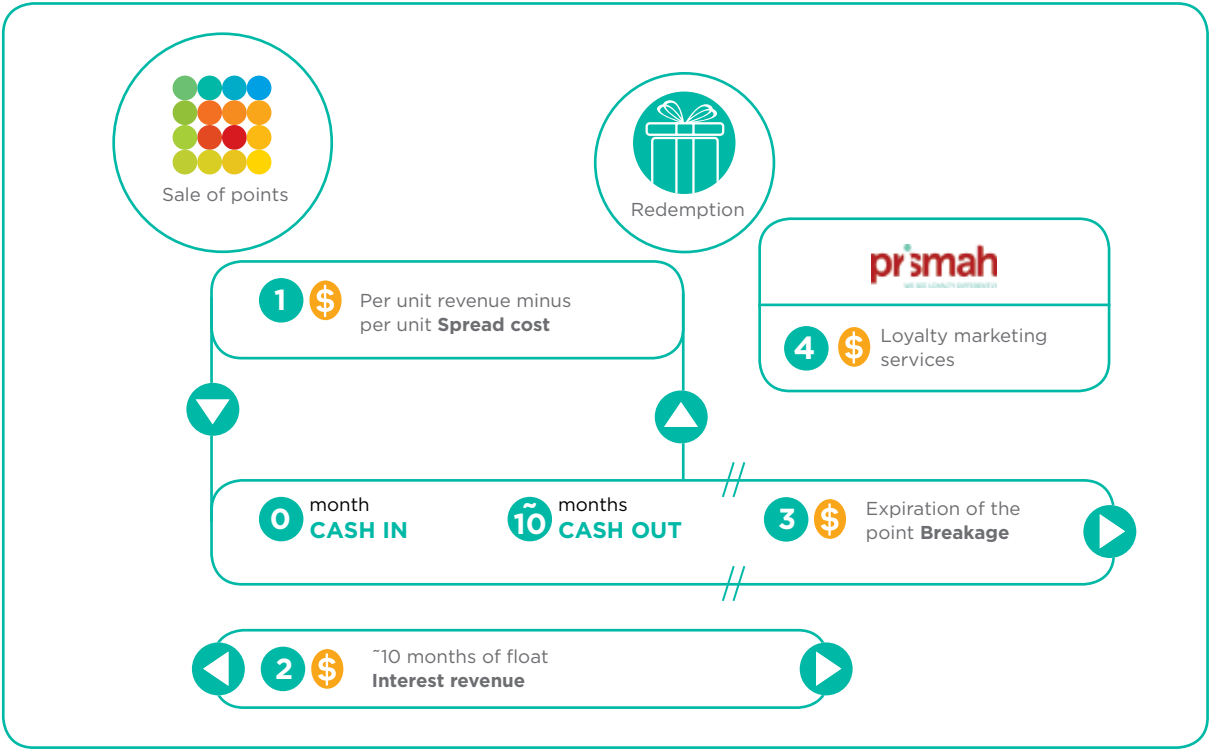 Sale of points
Redemption
prismah
1 $ Per unit revenue minus
per unit Spread cost
4 $ Loyalty marketing
services
0 month
CASH IN
~10 months
CASH OUT
3 $ Expiration of the
point Breakage
2 $ ~10 months of float
Interest revenue